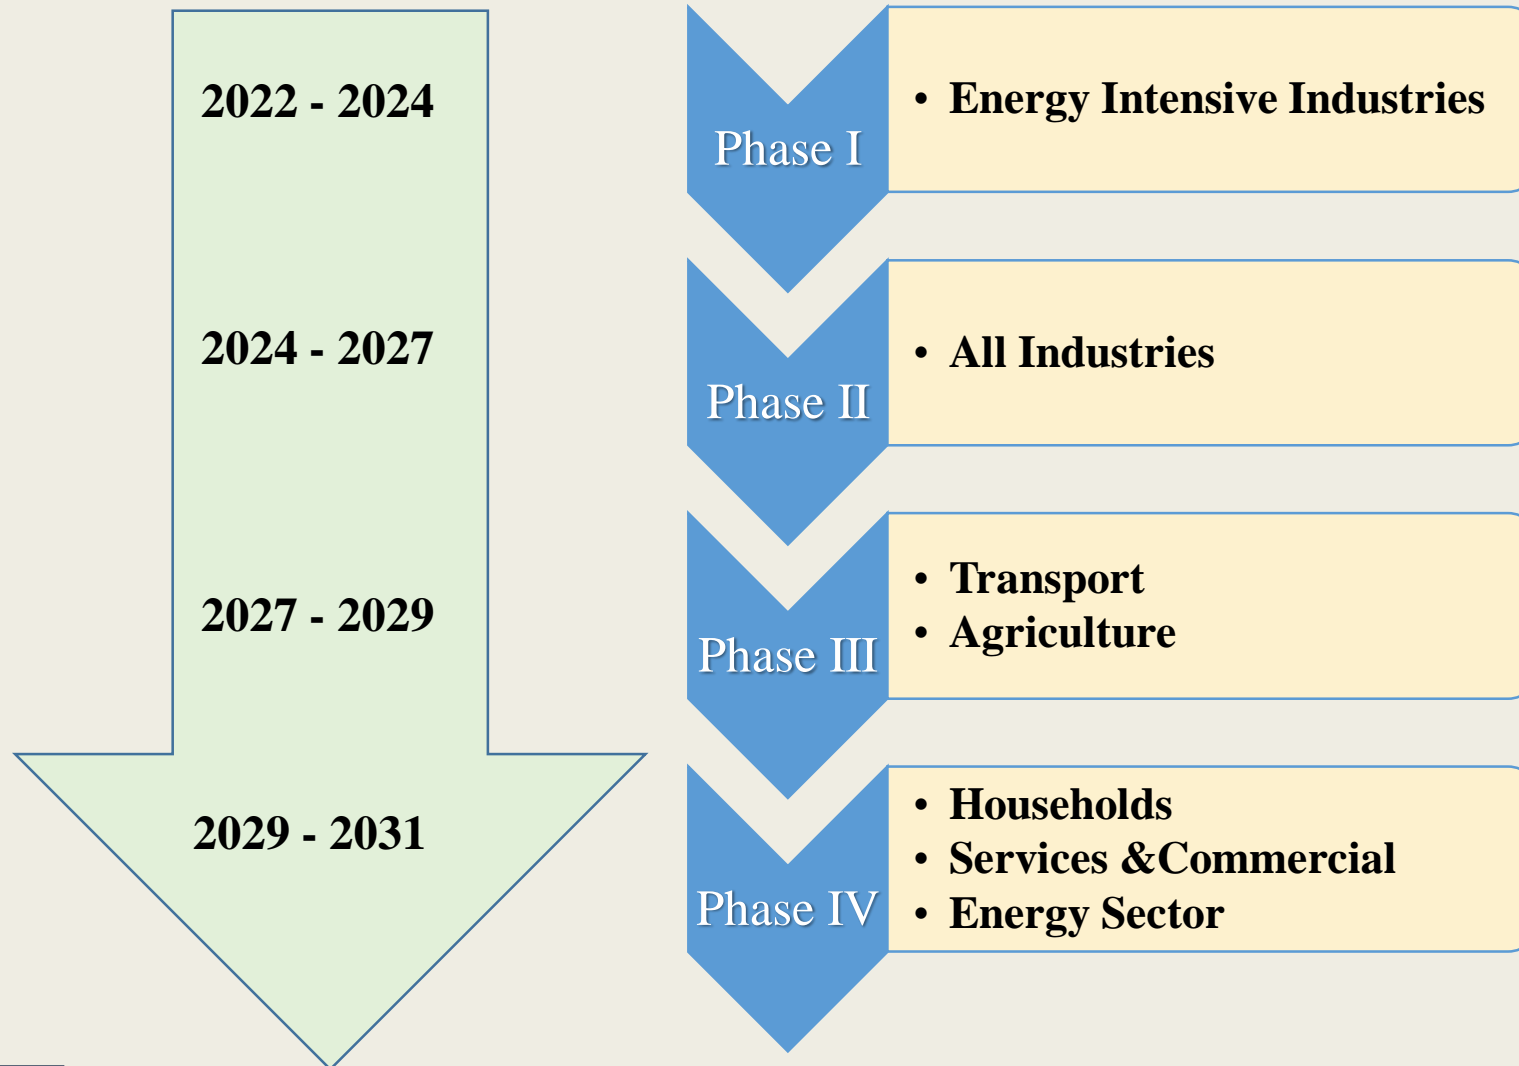 2022 - 2024
Phase I
• Energy Intensive Industries
2024 - 2027
Phase II
• All Industries
2027 - 2029
Phase III
• Transport
• Agriculture
2029 - 2031
Phase IV
• Households
• Services &Commercial
• Energy Sector